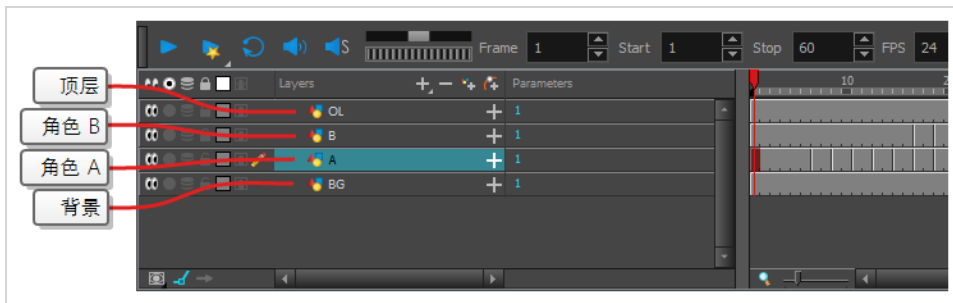 S Frame 1 Start 1 Stop 60 FPS 24
Layers Parameters 10
顶层
OL 1
角色 B
B 1
角色 A
A 1
背景
BG 1